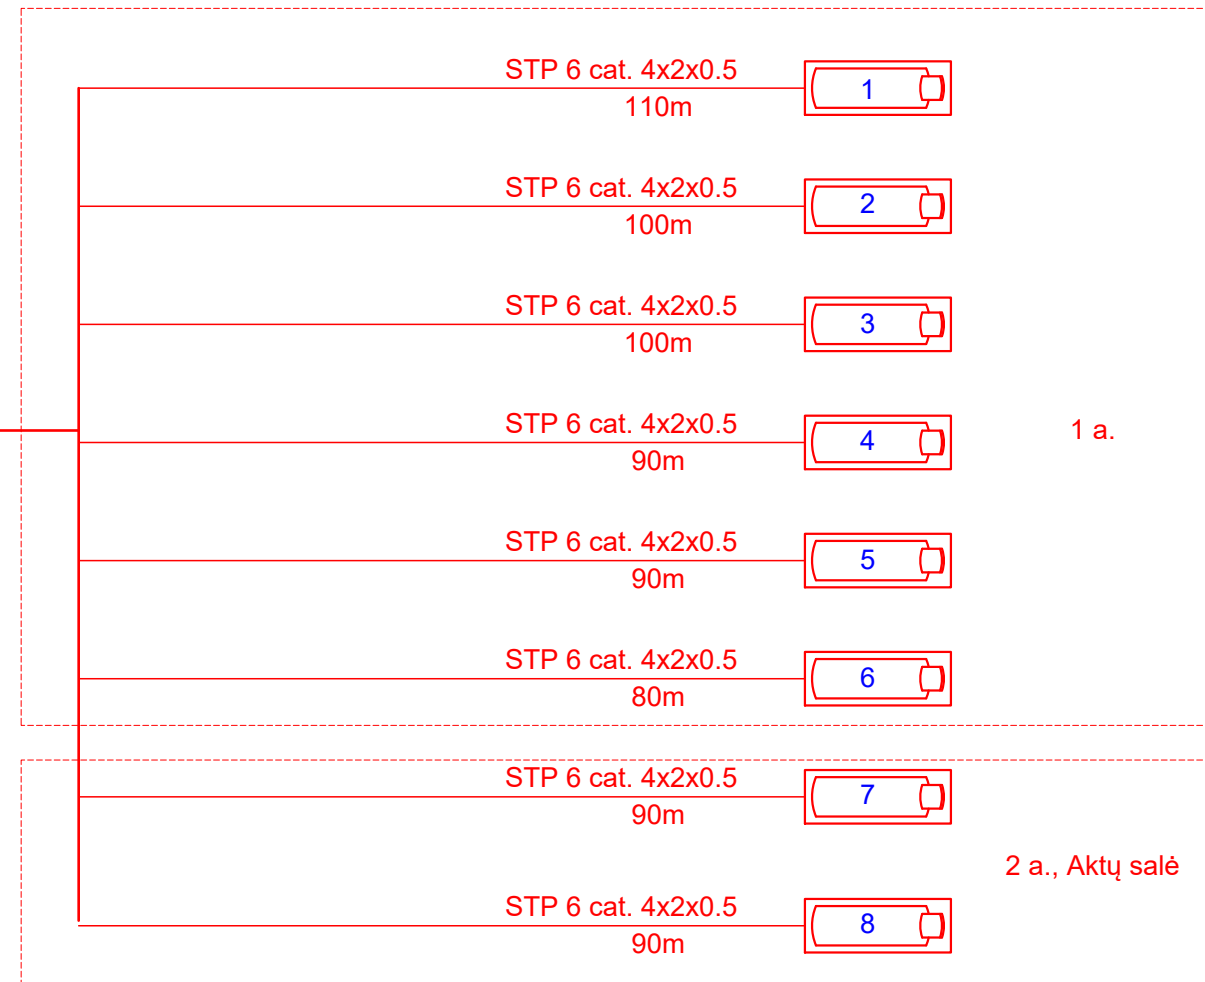 STP 6 cat. 4x2x0.5
1
110m
STP 6 cat. 4x2x0.5
2
100m
STP 6 cat. 4x2x0.5
3
100m
STP 6 cat. 4x2x0.5
4
1 a.
90m
STP 6 cat. 4x2x0.5
5
90m
STP 6 cat. 4x2x0.5
6
80m
STP 6 cat. 4x2x0.5
7
90m
2 a., Aktų salė
STP 6 cat. 4x2x0.5
8
90m